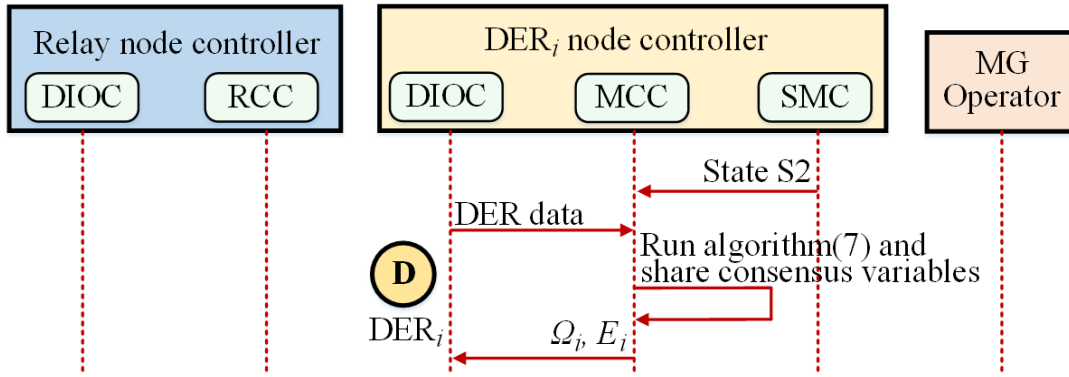 Relay node controller
DIOC
RCC
DERᵢ node controller
DIOC
MCC
SMC
MG
Operator
State S2
DER data
Run algorithm(7) and
share consensus variables
D
DERᵢ
Ωᵢ, Eᵢ